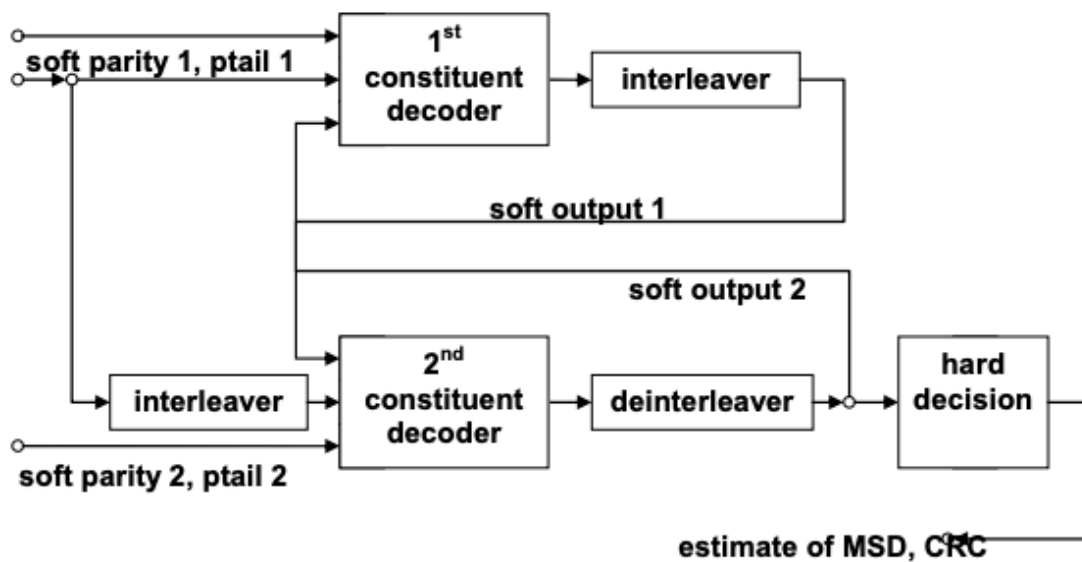 1st
constituent
decoder
soft parity 1, ptail 1
interleaver
soft output 1
soft output 2
2nd
constituent
decoder
interleaver
deinterleaver
hard
decision
soft parity 2, ptail 2
estimate of MSD, CRC